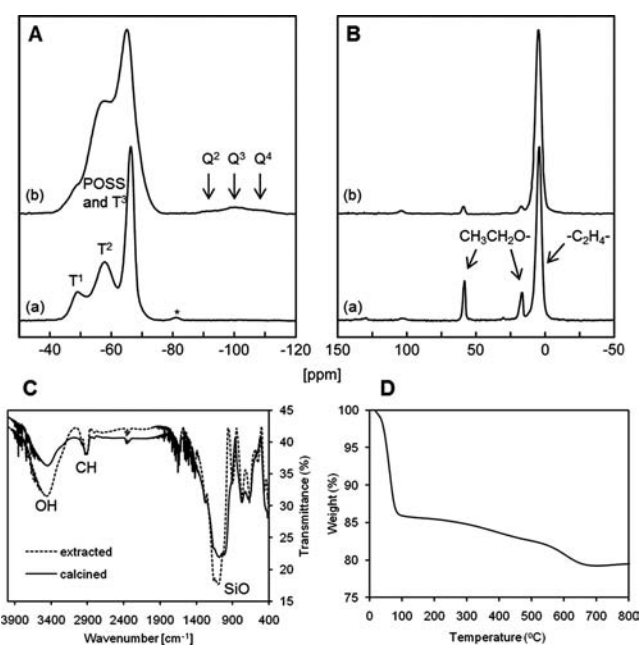 A
B
(b)
POSS and T³
Q² Q³ Q⁴
(b)
CH₃CH₂O-
-C₂H₄-
T¹
T²
*
(a)
(a)
-40 -60 -80 -100 -120
150 100 50 0 -50
[ppm]
C
D
OH
CH
SiO
extracted
calcined
45
40
35
30
25
20
15
Transmittance (%)
3900 3400 2900 2400 1900 1400 900 400
Wavenumber [cm⁻¹]
100
95
90
85
80
75
Weight (%)
0 100 200 300 400 500 600 700 800
Temperature (ºC)